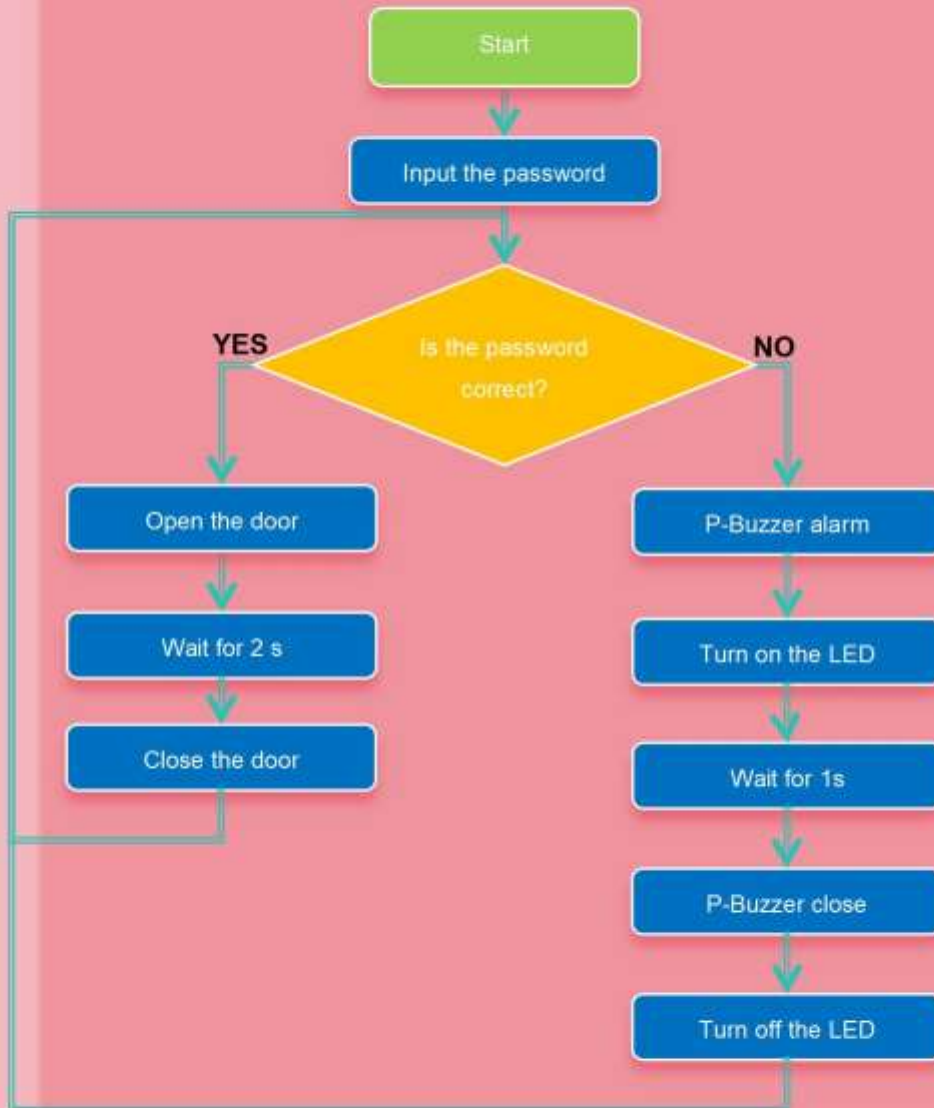 Start
Input the password
Is the password
correct?
YES
NO
Open the door
Wait for 2 s
Close the door
P-Buzzer alarm
Turn on the LED
Wait for 1s
P-Buzzer close
Turn off the LED